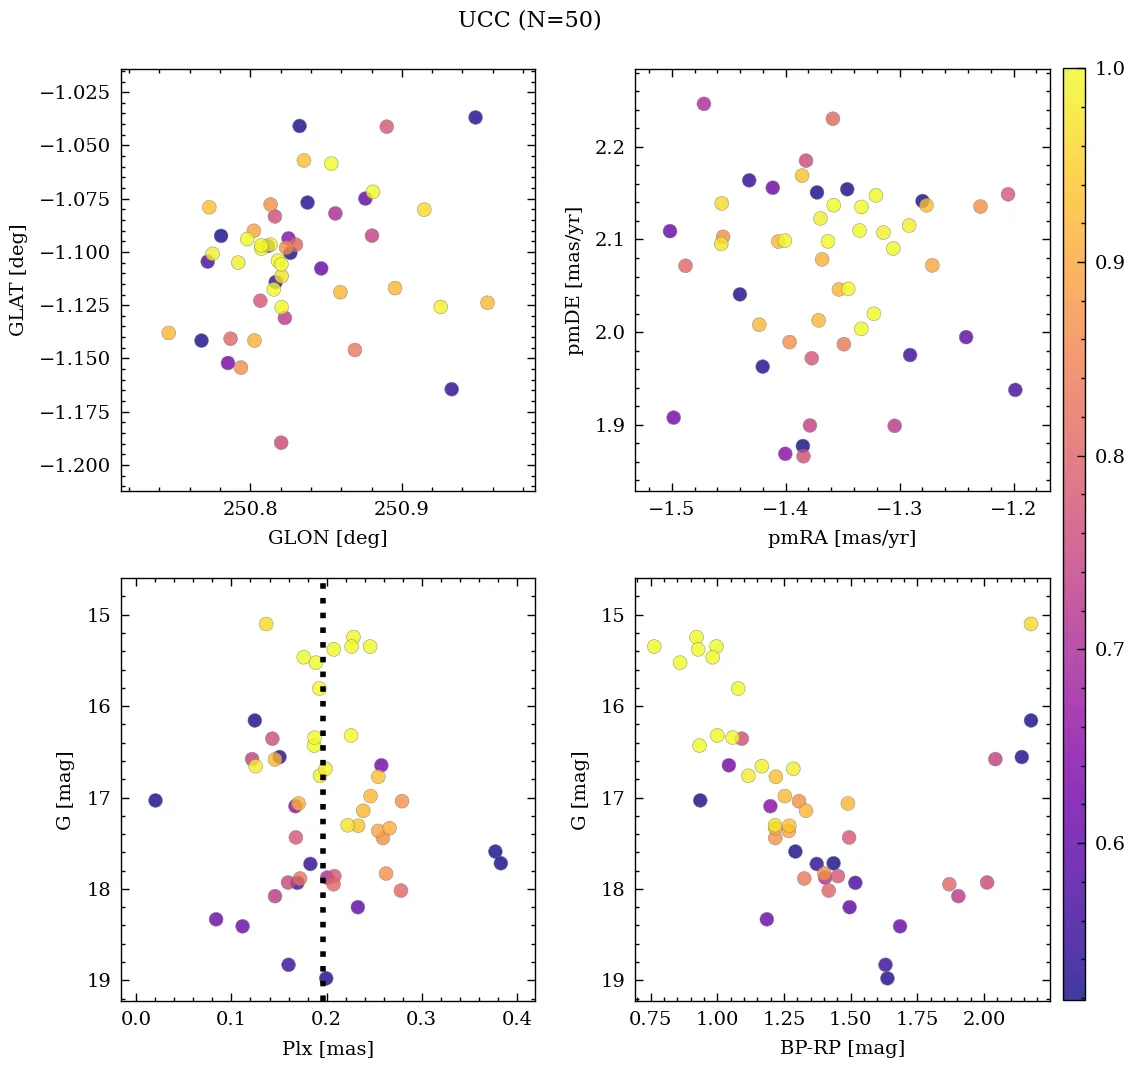 UCC (N=50)
−1.025
−1.050
−1.075
−1.100
−1.125
−1.150
−1.175
−1.200
GLAT [deg]
250.8 250.9
GLON [deg]
2.2
2.1
2.0
1.9
pmDE [mas/yr]
−1.5 −1.4 −1.3 −1.2
pmRA [mas/yr]
15
16
17
18
19
G [mag]
0.0 0.1 0.2 0.3 0.4
Plx [mas]
15
16
17
18
19
G [mag]
0.75 1.00 1.25 1.50 1.75 2.00
BP-RP [mag]
1.0
0.9
0.8
0.7
0.6